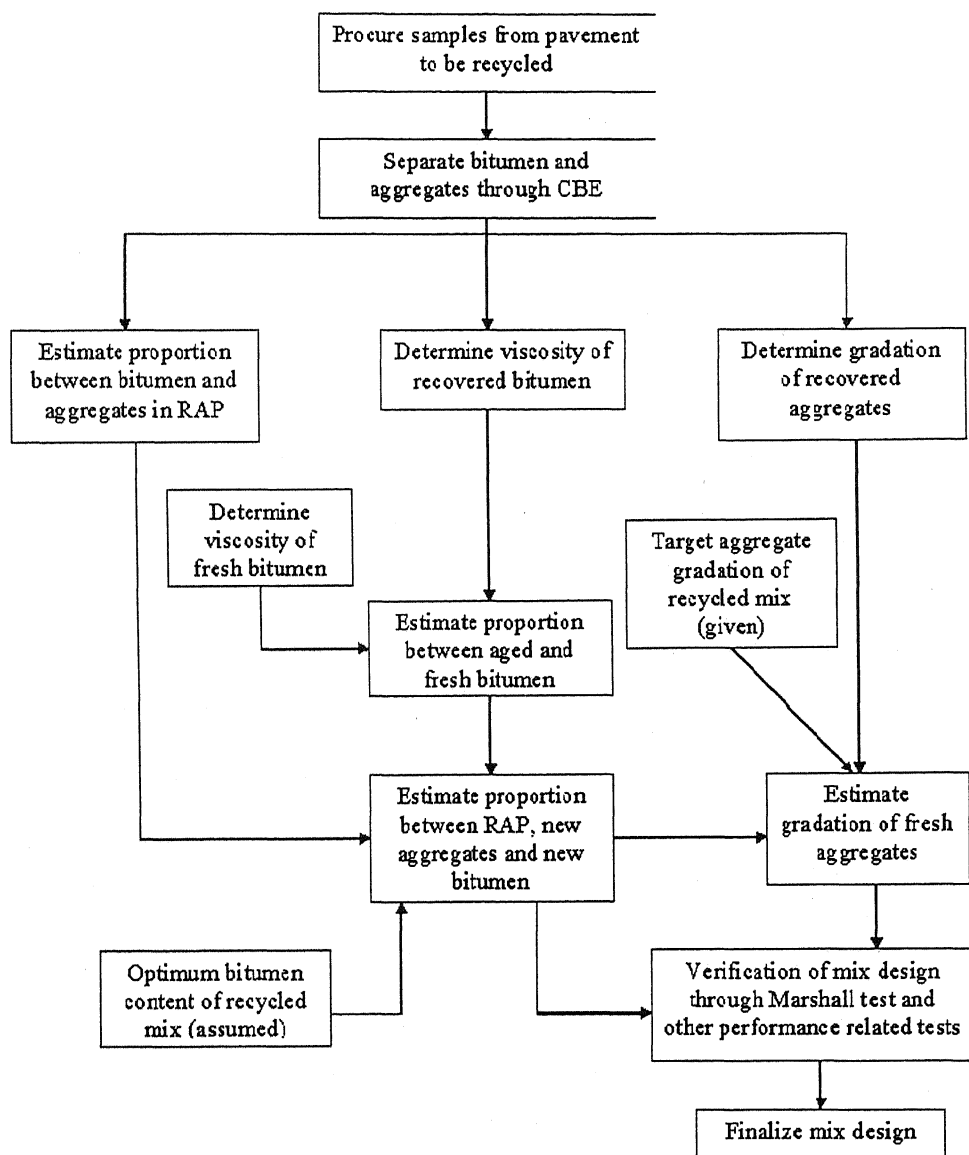 Procure samples from pavement
to be recycled
Separate bitumen and
aggregates through CBE
Estimate proportion
between bitumen and
aggregates in RAP
Determine viscosity of
recovered bitumen
Determine gradation
of recovered
aggregates
Determine
viscosity of
fresh bitumen
Target aggregate
gradation of
recycled mix
(given)
Estimate proportion
between aged and
fresh bitumen
Estimate proportion
between RAP, new
aggregates and new
bitumen
Estimate
gradation of fresh
aggregates
Optimum bitumen
content of recycled
mix (assumed)
Verification of mix design
through Marshall test and
other performance related tests
Finalize mix design